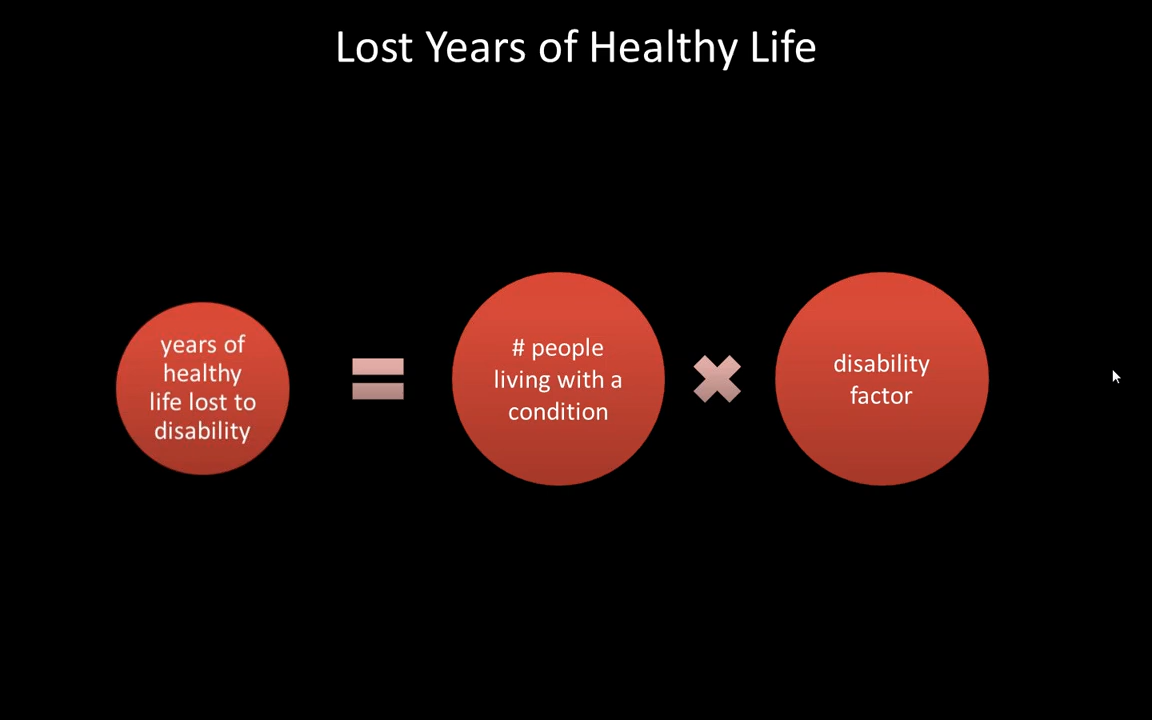 Lost Years of Healthy Life
years of
healthy
life lost to
disability
# people
living with a
condition
disability
factor